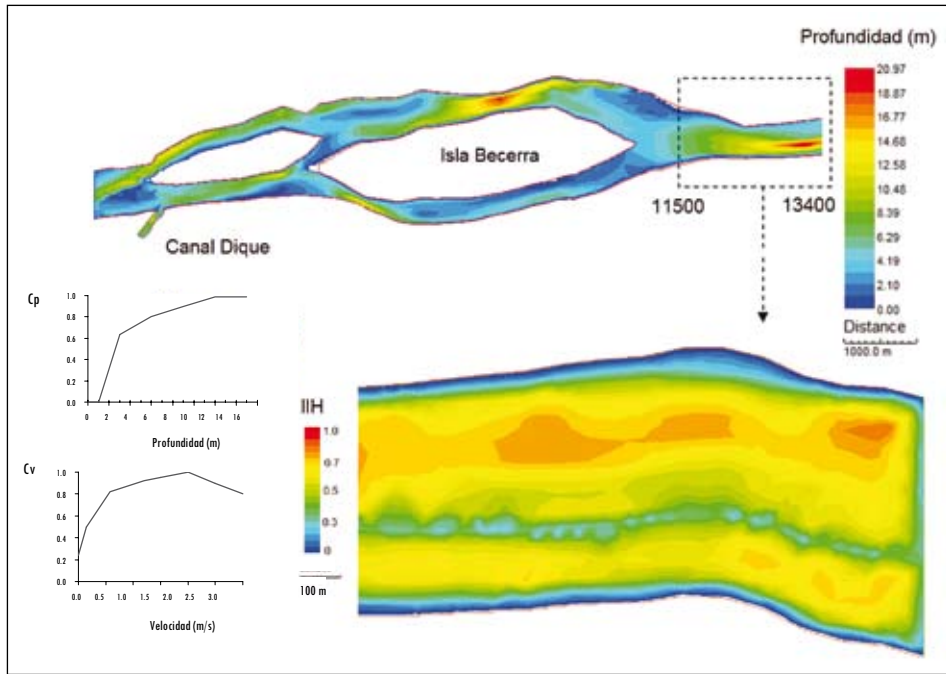 Profundidad (m)
20.97
18.87
16.77
14.68
12.58
10.48
8.39
6.29
4.19
2.10
0.00
Distance
1000.0 m
Isla Becerra
11500
13400
Canal Dique
Cp
1.0
0.8
0.6
0.4
0.2
0.0
0 2 4 6 8 10 12 14 16
Profundidad (m)
Cv
1.0
0.8
0.6
0.4
0.2
0.0
0.0 0.5 1.0 1.5 2.0 2.5 3.0
Velocidad (m/s)
IIH
1.0
0.7
0.5
0.3
0
100 m